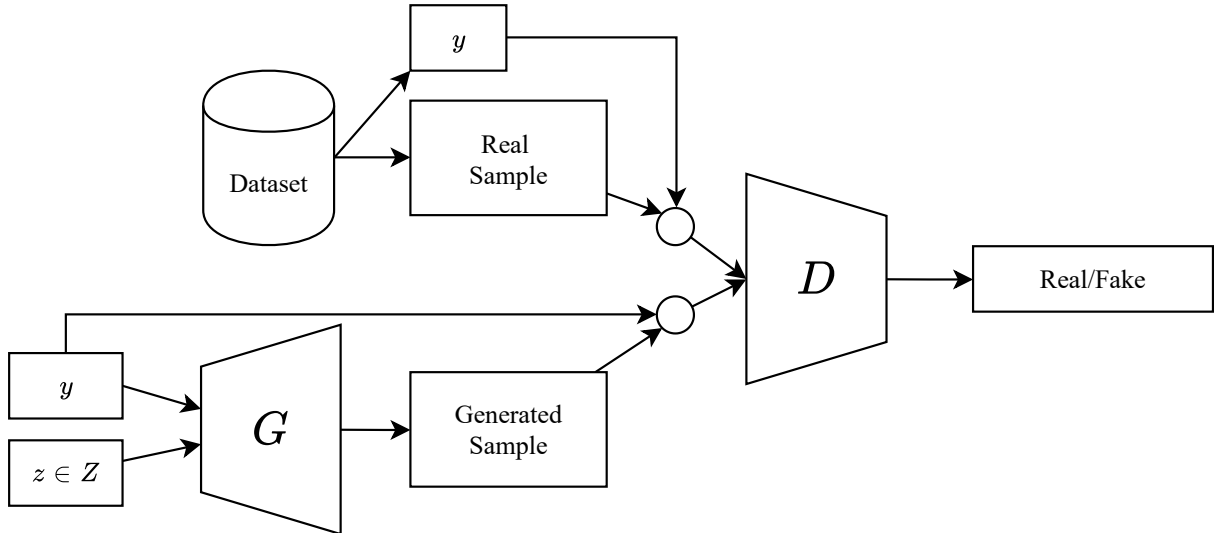 y
Real
Sample
Dataset
D
Real/Fake
y
G
Generated
Sample
z ∈ Z